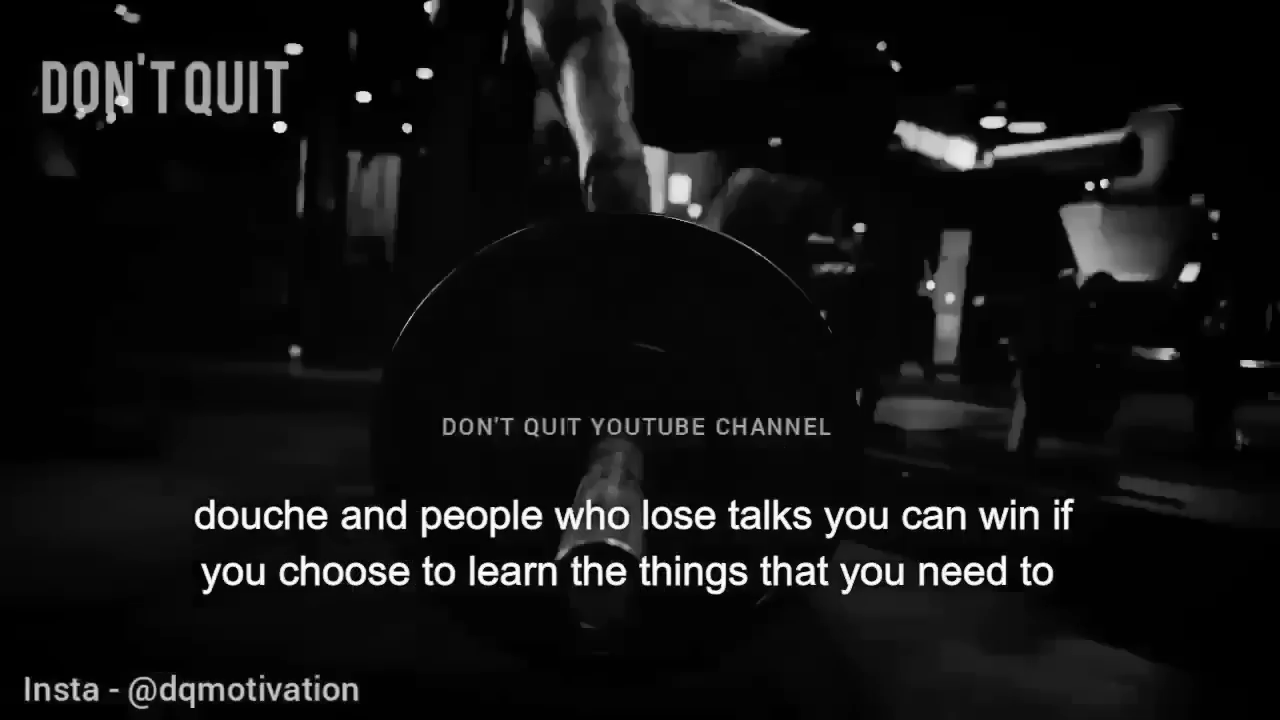 DON'T QUIT
DON'T QUIT YOUTUBE CHANNEL
douche and people who lose talks you can win if
you choose to learn the things that you need to
Insta - @dqmotivation